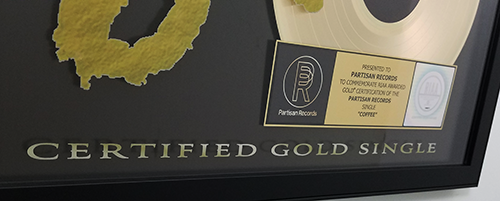 PRESENTED TO
PARTISAN RECORDS
TO COMMEMORATE RIAA AWARDED
GOLD® CERTIFICATION OF THE
PARTISAN RECORDS
SINGLE
"COFFEE"
Partisan Records
CERTIFIED GOLD SINGLE